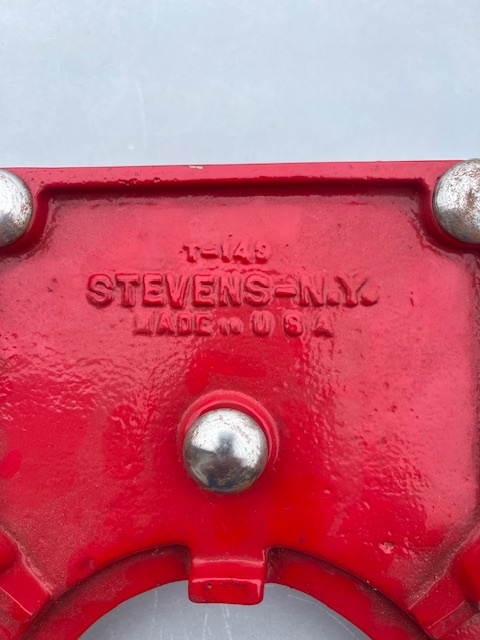 T-149
STEVENS-N.Y.
MADE IN U S A